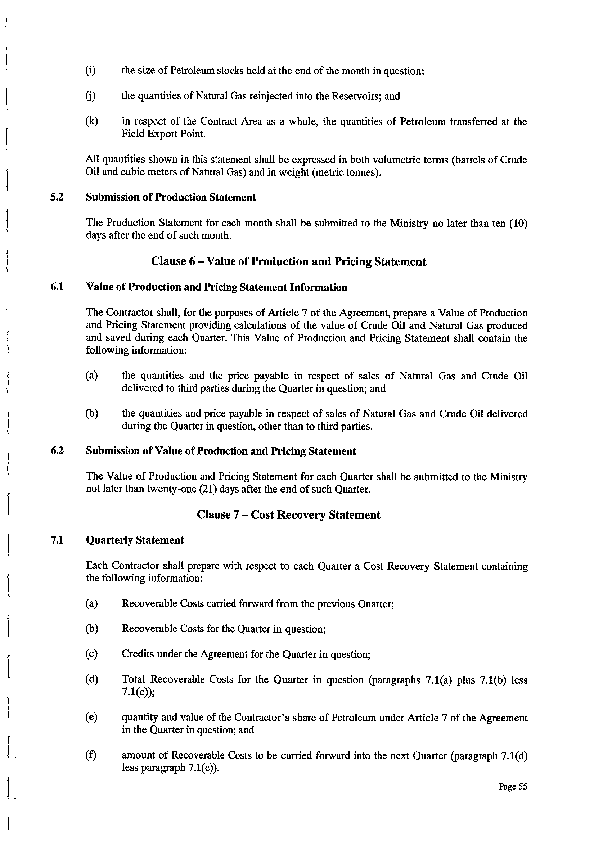 (i) the size of Petroleum stocks held at the end of the month in question;
(j) the quantities of Natural Gas reinjected into the Reservoirs; and
(k) in respect of the Contract Area as a whole, the quantities of Petroleum transferred at the
Field Export Point.
All quantities shown in this statement shall be expressed in both volumetric terms (barrels of Crude
Oil and cubic meters of Natural Gas) and in weight (metric tonnes).
5.2 Submission of Production Statement
The Production Statement for each month shall be submitted to the Ministry no later than ten (10)
days after the end of such month.
Clause 6 – Value of Production and Pricing Statement
6.1 Value of Production and Pricing Statement Information
The Contractor shall, for the purposes of Article 7 of the Agreement, prepare a Value of Production
and Pricing Statement providing calculations of the value of Crude Oil and Natural Gas produced
and saved during each Quarter. This Value of Production and Pricing Statement shall contain the
following information:
(a) the quantities and the price payable in respect of sales of Natural Gas and Crude Oil
delivered to third parties during the Quarter in question; and
(b) the quantities and price payable in respect of sales of Natural Gas and Crude Oil delivered
during the Quarter in question, other than to third parties.
6.2 Submission of Value of Production and Pricing Statement
The Value of Production and Pricing Statement for each Quarter shall be submitted to the Ministry
not later than twenty-one (21) days after the end of such Quarter.
Clause 7 – Cost Recovery Statement
7.1 Quarterly Statement
Each Contractor shall prepare with respect to each Quarter a Cost Recovery Statement containing
the following information:
(a) Recoverable Costs carried forward from the previous Quarter;
(b) Recoverable Costs for the Quarter in question;
(c) Credits under the Agreement for the Quarter in question;
(d) Total Recoverable Costs for the Quarter in question (paragraphs 7.1(a) plus 7.1(b) less
7.1(c));
(e) quantity and value of the Contractor's share of Petroleum under Article 7 of the Agreement
in the Quarter in question; and
(f) amount of Recoverable Costs to be carried forward into the next Quarter (paragraph 7.1(d)
less paragraph 7.1(e)).
Page 55